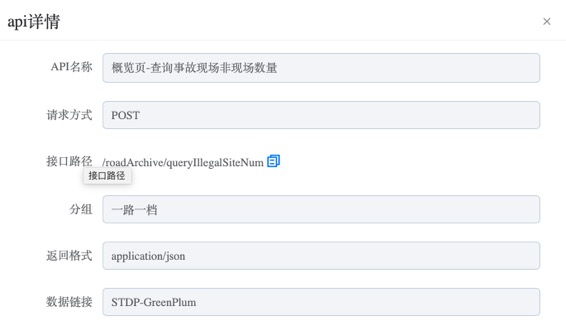 api详情
API名称 概览页-查询事故现场非现场数量
请求方式 POST
接口路径 /roadArchive/queryIllegalSiteNum
接口路径
分组 一路一档
返回格式 application/json
数据链接 STDP-GreenPlum